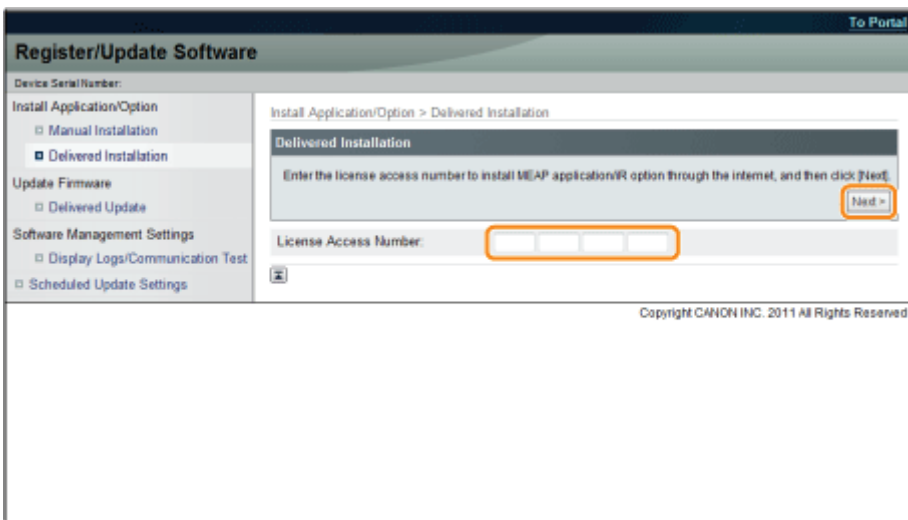 To Portal
Register/Update Software
Device Serial Number:
Install Application/Option
Manual Installation
Delivered Installation
Update Firmware
Delivered Update
Software Management Settings
Display Logs/Communication Test
Scheduled Update Settings
Install Application/Option > Delivered Installation
Delivered Installation
Enter the license access number to install MEAP application/iR option through the internet, and then click [Next].
Next >
License Access Number:
Copyright CANON INC. 2011 All Rights Reserved